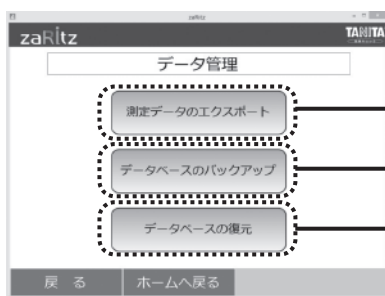 zaRitz
zaRitz
TANITA
データ管理
測定データのエクスポート
データベースのバックアップ
データベースの復元
戻る
ホームへ戻る